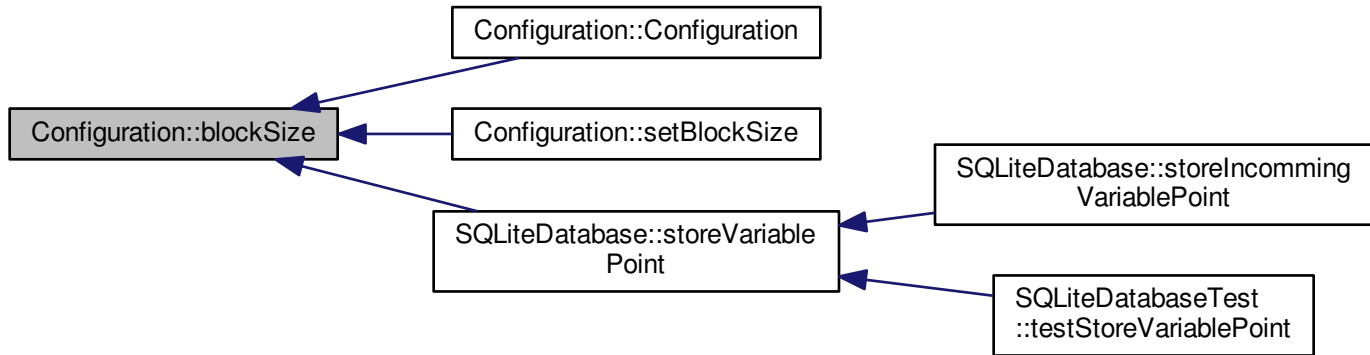 Configuration::Configuration
Configuration::blockSize
Configuration::setBlockSize
SQLiteDatabase::storeVariable
Point
SQLiteDatabase::storeIncomming
VariablePoint
SQLiteDatabaseTest
::testStoreVariablePoint